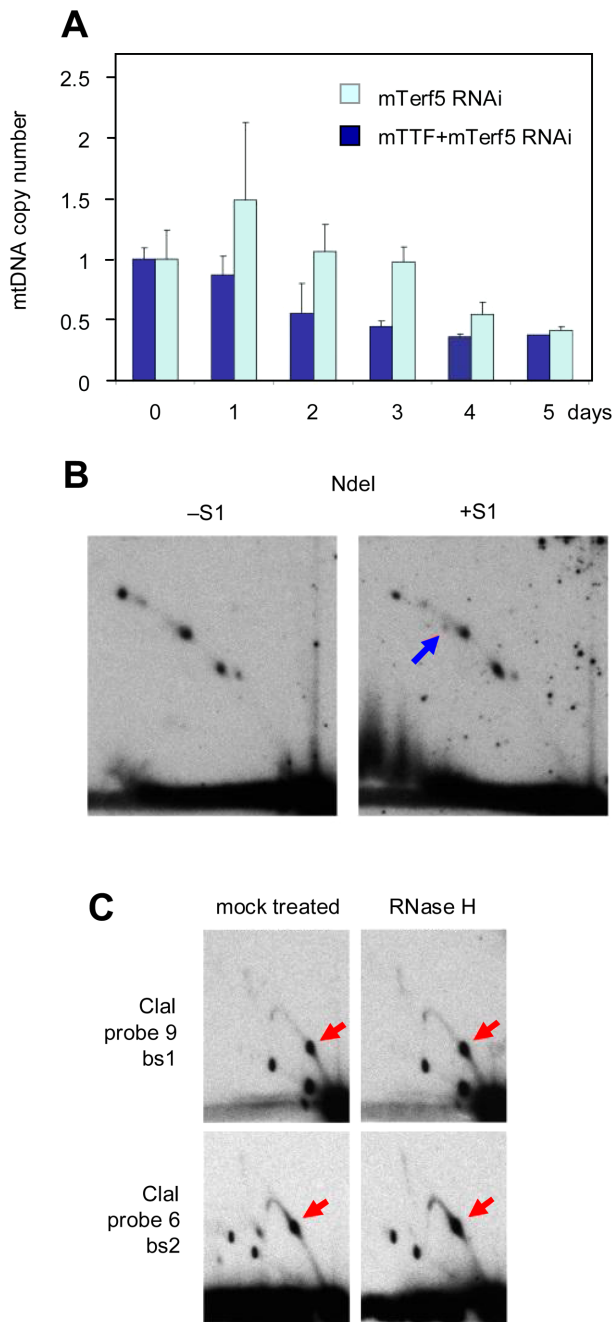 A
mtDNA copy number
2.5
2
1.5
1
0.5
0
mTerf5 RNAi
mTTF+mTerf5 RNAi
0 1 2 3 4 5 days
B
NdeI
–S1 +S1
C
mock treated RNase H
ClaI
probe 9
bs1
ClaI
probe 6
bs2